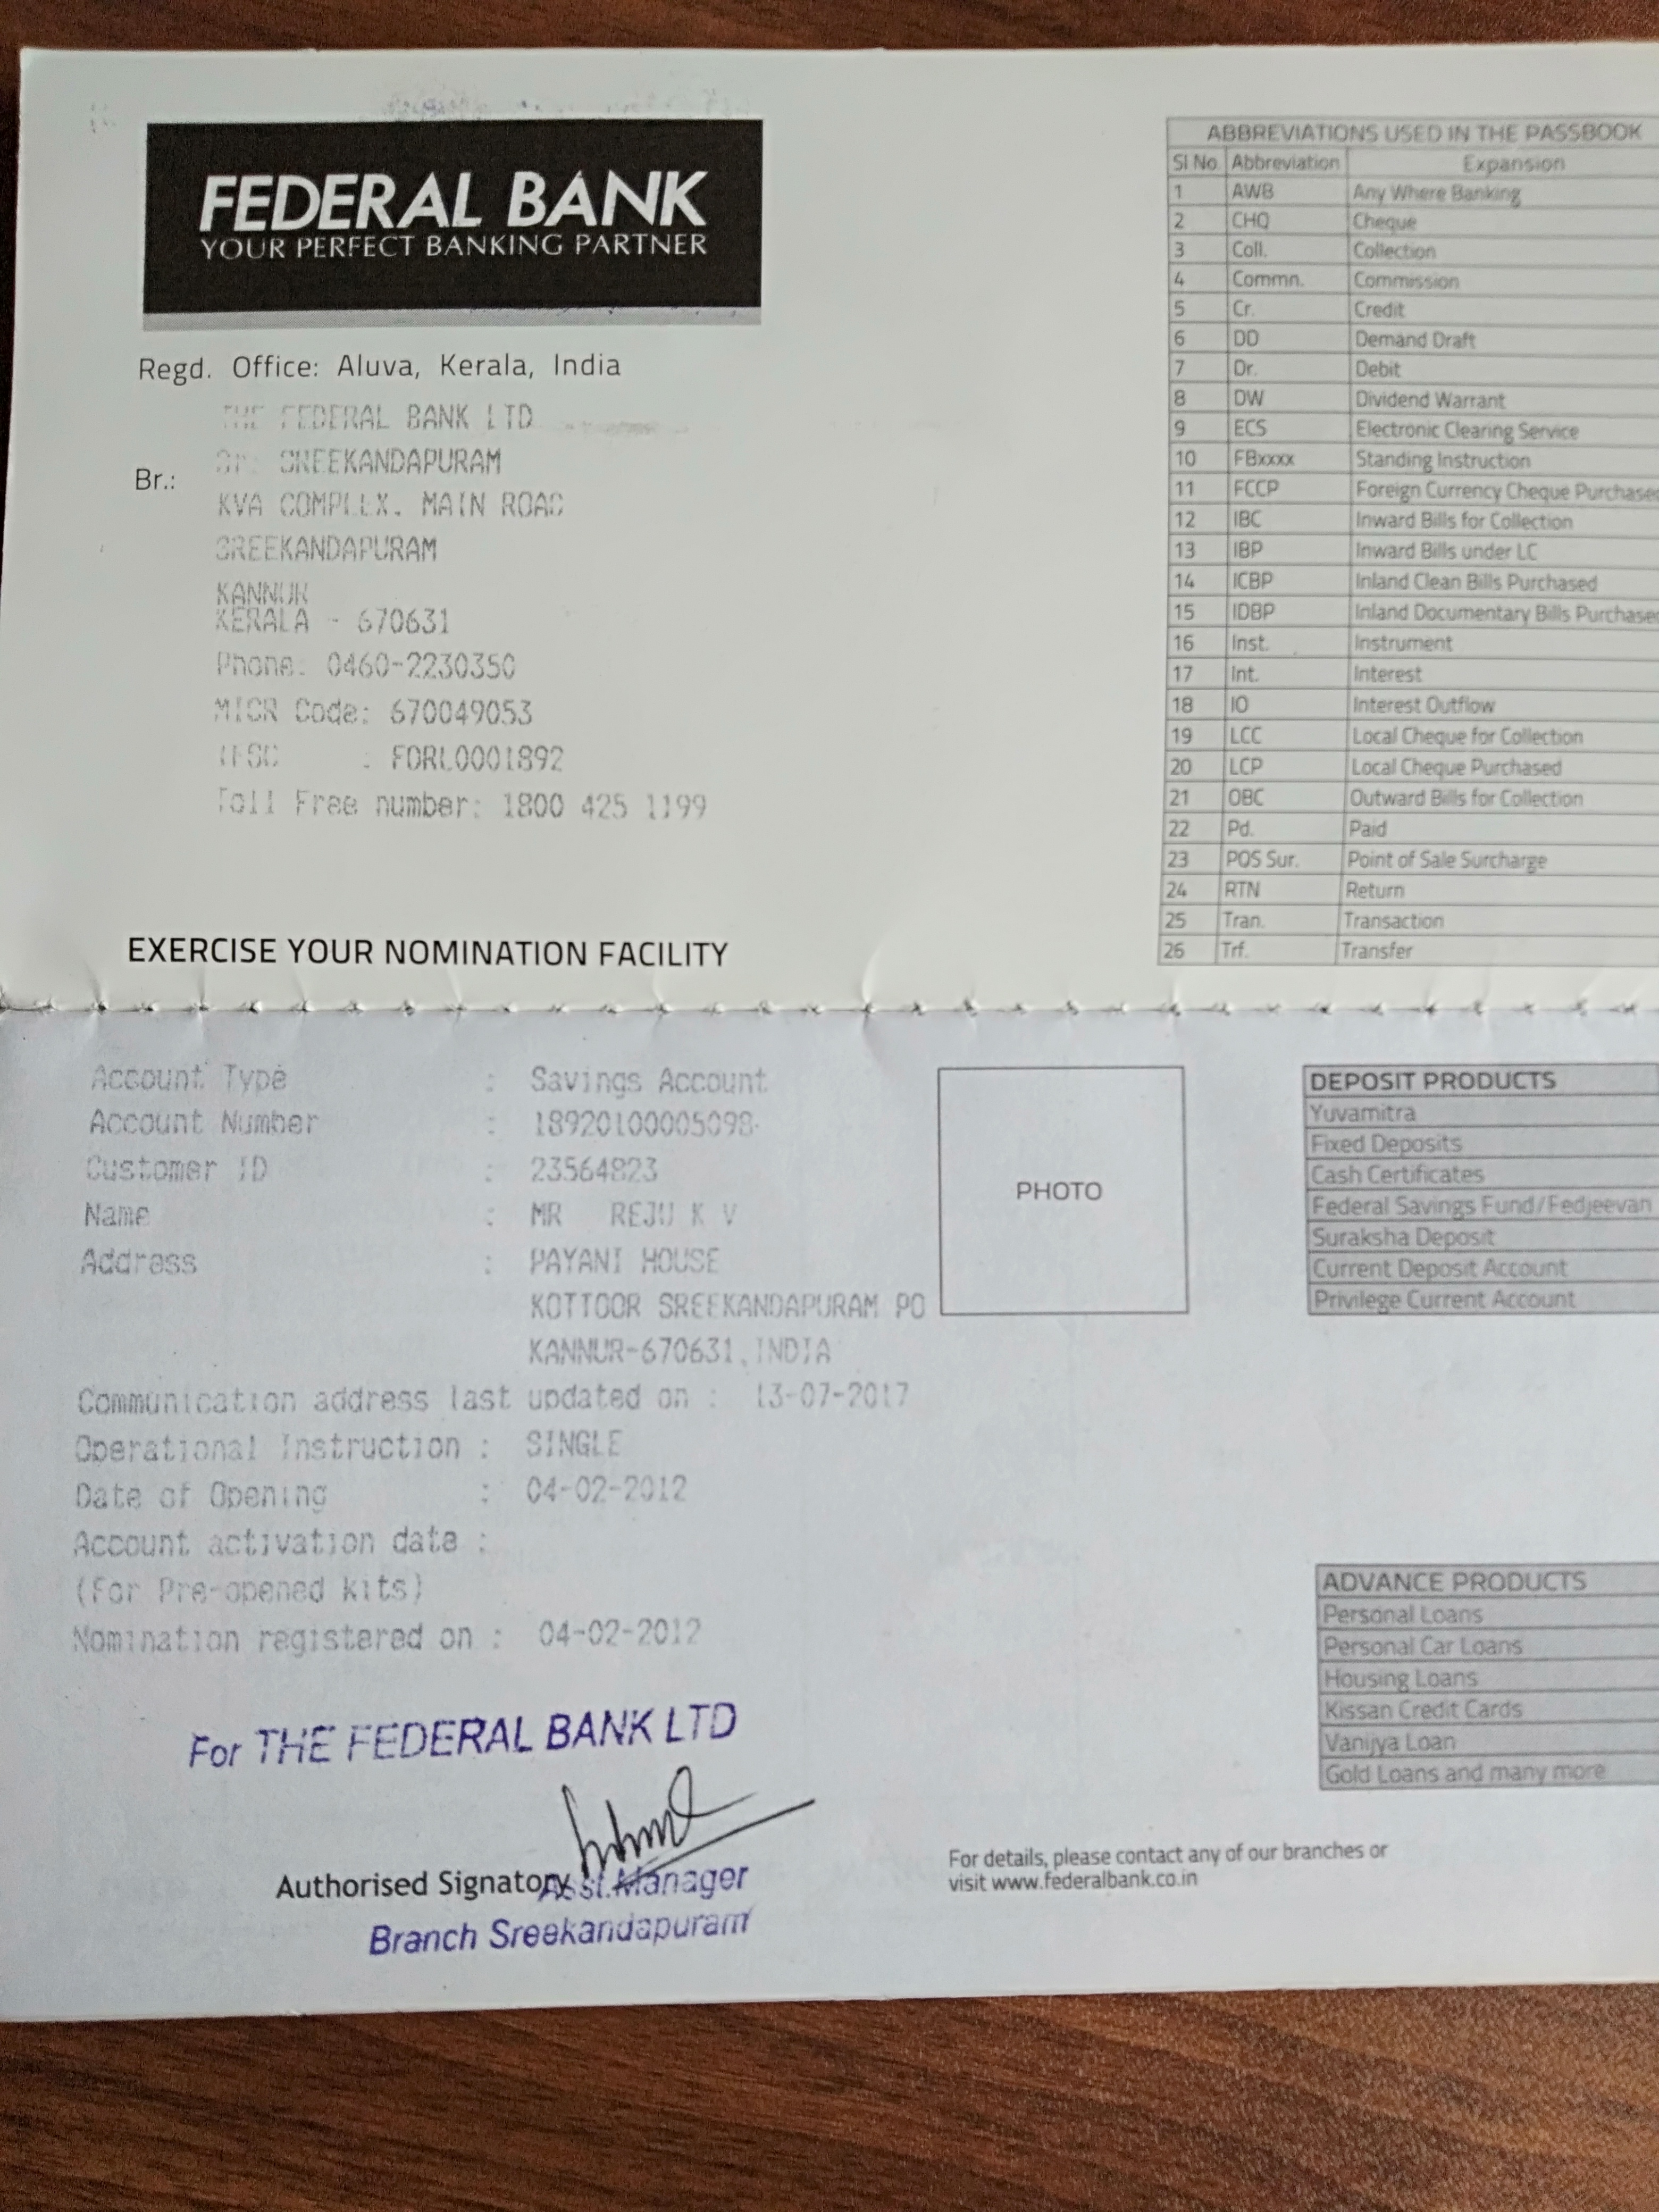 FEDERAL BANK
YOUR PERFECT BANKING PARTNER
Regd. Office: Aluva, Kerala, India
THE FEDERAL BANK LTD
Br.:
Br: SREEKANDAPURAM
KVA COMPLEX, MAIN ROAD
SREEKANDAPURAM
KANNUR
KERALA - 670631
Phone: 0460-2230350
MICR Code: 670049053
IFSC : FDRL0001892
Toll Free number: 1800 425 1199
EXERCISE YOUR NOMINATION FACILITY
ABBREVIATIONS USED IN THE PASSBOOK
Sl No. Abbreviation Expansion
1 AWB Any Where Banking
2 CHQ Cheque
3 Coll. Collection
4 Commn. Commission
5 Cr. Credit
6 DD Demand Draft
7 Dr. Debit
8 DW Dividend Warrant
9 ECS Electronic Clearing Service
10 FBxxxx Standing Instruction
11 FCCP Foreign Currency Cheque Purchased
12 IBC Inward Bills for Collection
13 IBP Inward Bills under LC
14 ICBP Inland Clean Bills Purchased
15 IDBP Inland Documentary Bills Purchased
16 Inst. Instrument
17 Int. Interest
18 IO Interest Outflow
19 LCC Local Cheque for Collection
20 LCP Local Cheque Purchased
21 OBC Outward Bills for Collection
22 Pd. Paid
23 POS Sur. Point of Sale Surcharge
24 RTN Return
25 Tran. Transaction
26 Trf. Transfer
Account Type : Savings Account
Account Number : 18920100005098
Customer ID : 23564823
Name : MR REJU K V
Address : PAYANI HOUSE
KOTTOOR SREEKANDAPURAM PO
KANNUR-670631, INDIA
Communication address last updated on : 13-07-2017
Operational Instruction : SINGLE
Date of Opening : 04-02-2012
Account activation date :
(For Pre-opened kits)
Nomination registered on : 04-02-2012
For THE FEDERAL BANK LTD
Authorised Signatory
Asst. Manager
Branch Sreekandapuram
PHOTO
DEPOSIT PRODUCTS
Yuvamitra
Fixed Deposits
Cash Certificates
Federal Savings Fund/Fedjeevan
Suraksha Deposit
Current Deposit Account
Privilege Current Account
ADVANCE PRODUCTS
Personal Loans
Personal Car Loans
Housing Loans
Kissan Credit Cards
Vanijya Loan
Gold Loans and many more
For details, please contact any of our branches or
visit www.federalbank.co.in